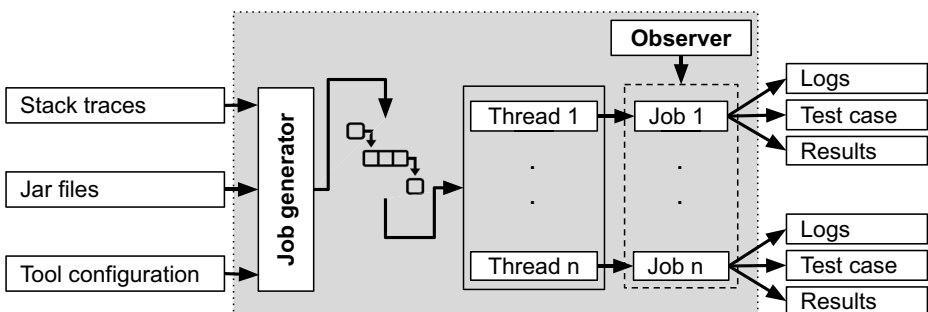 Observer
Stack traces
Jar files
Tool configuration
Job generator
Thread 1
.
.
Thread n
Job 1
.
.
Job n
Logs
Test case
Results
Logs
Test case
Results